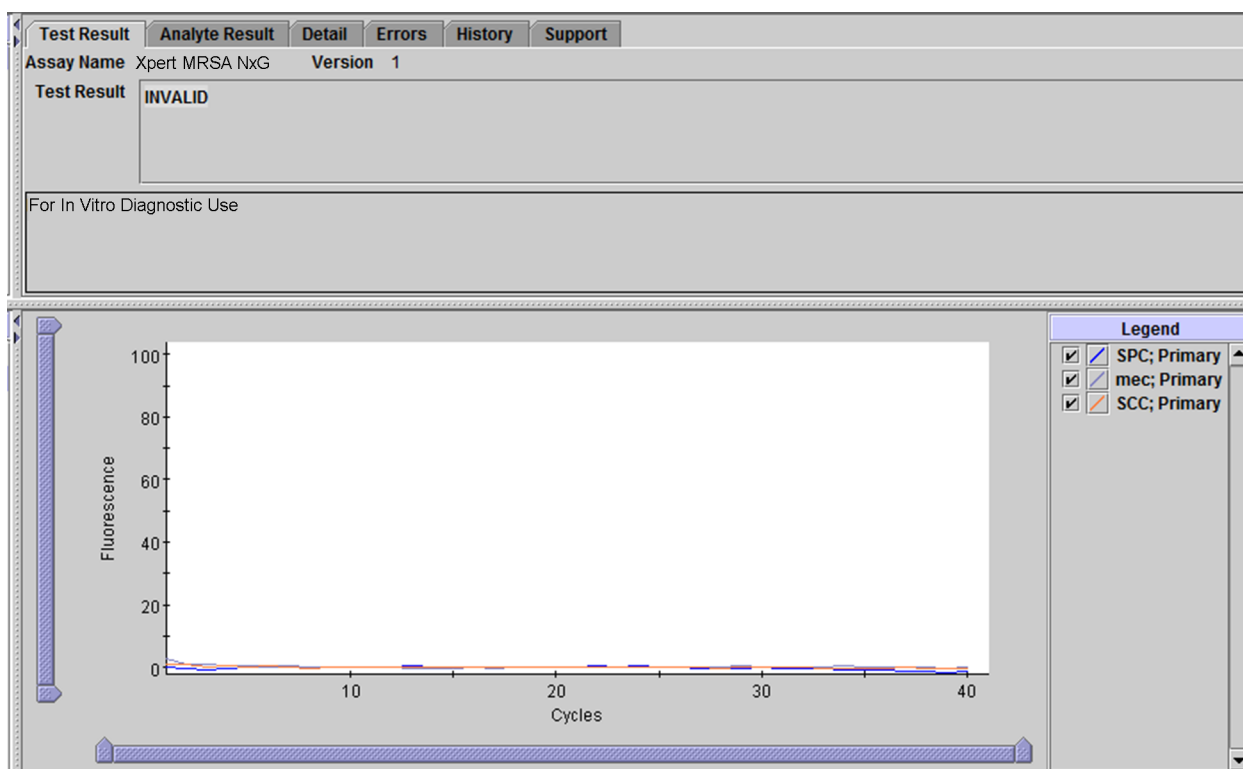 Test Result Analyte Result Detail Errors History Support
Assay Name Xpert MRSA NxG Version 1
Test Result INVALID
For In Vitro Diagnostic Use
Legend
SPC; Primary
mec; Primary
SCC; Primary
100
80
60
40
20
0
Fluorescence
10 20 30 40
Cycles